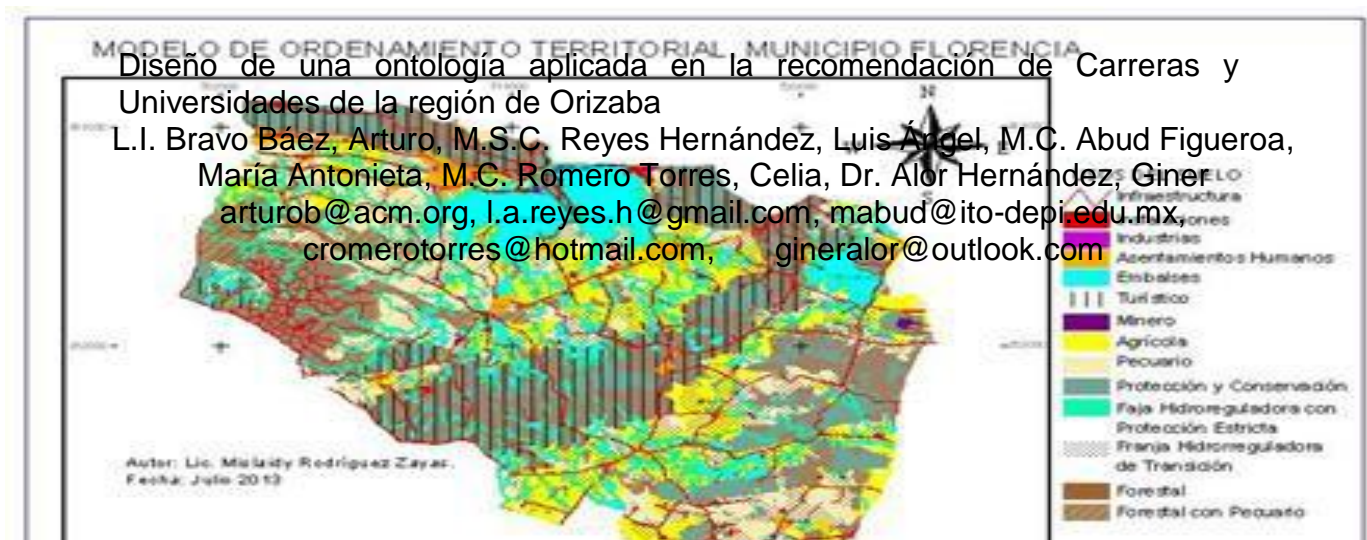 MODELO DE ORDENAMIENTO TERRITORIAL MUNICIPIO FLORENCIA
Diseño de una ontología aplicada en la recomendación de Carreras y
Universidades de la región de Orizaba
L.I. Bravo Báez, Arturo, M.S.C. Reyes Hernández, Luis Ángel, M.C. Abud Figueroa,
María Antonieta, M.C. Romero Torres, Celia, Dr. Alor Hernández, Giner
arturob@acm.org, l.a.reyes.h@gmail.com, mabud@ito-depi.edu.mx,
cromerotorres@hotmail.com, gineralor@outlook.com
N
E
S
Infraestructura
Industrias
Asentamientos Humanos
Embalses
Turístico
Minero
Agrícola
Pecuario
Protección y Conservación
Faja Hidroreguladora con
Protección Estricta
Franja Hidrorreguladora
de Transición
Forestal
Forestal con Pecuario
Autor: Lic. Mislaidy Rodríguez Zayas.
Fecha: Julio 2013